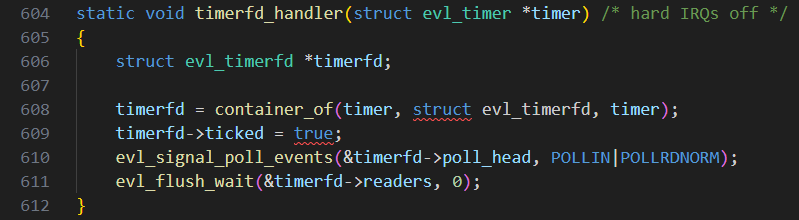 604 static void timerfd_handler(struct evl_timer *timer) /* hard IRQs off */
605 {
606     struct evl_timerfd *timerfd;
607
608     timerfd = container_of(timer, struct evl_timerfd, timer);
609     timerfd->ticked = true;
610     evl_signal_poll_events(&timerfd->poll_head, POLLIN|POLLRDNORM);
611     evl_flush_wait(&timerfd->readers, 0);
612 }